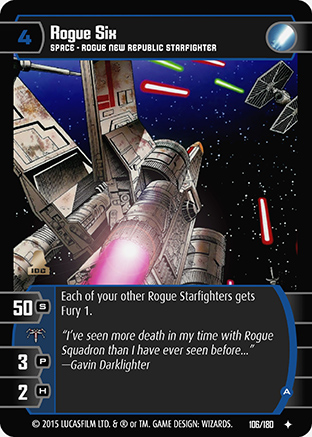 4
Rogue Six
SPACE - ROGUE NEW REPUBLIC STARFIGHTER
50 S
Each of your other Rogue Starfighters gets
Fury 1.
"I've seen more death in my time with Rogue
Squadron than I have ever seen before..."
—Gavin Darklighter
3 P
2 H
A
© 2015 LUCASFILM LTD. & ® or TM. GAME DESIGN: WIZARDS.
106/180